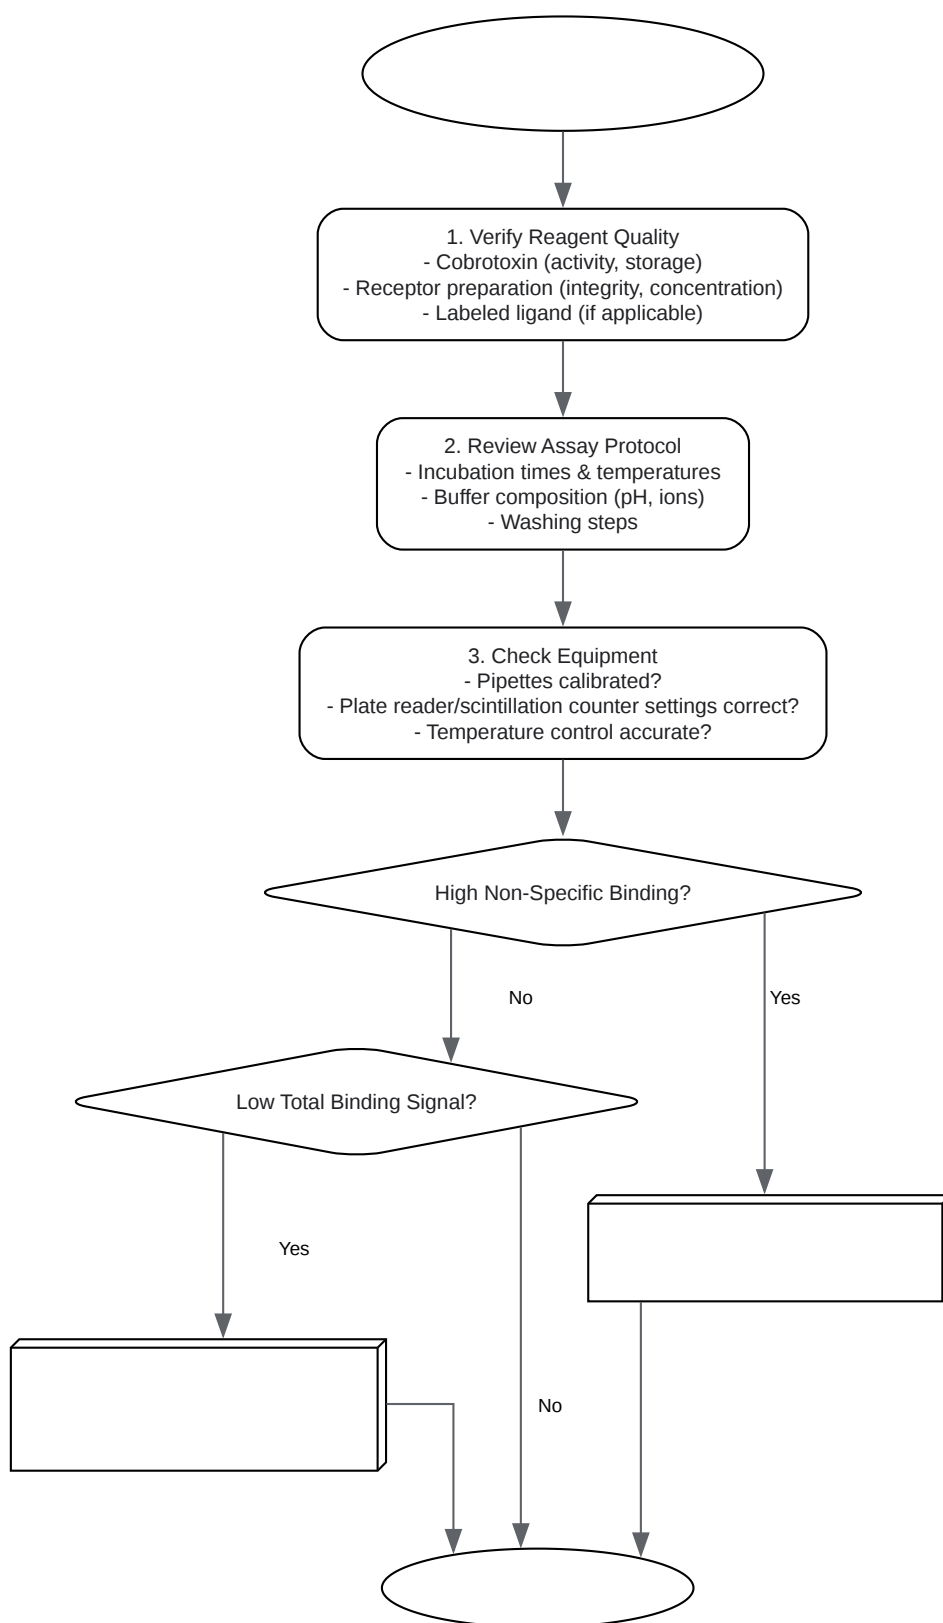 1. Verify Reagent Quality
- Cobrotoxin (activity, storage)
- Receptor preparation (integrity, concentration)
- Labeled ligand (if applicable)
2. Review Assay Protocol
- Incubation times & temperatures
- Buffer composition (pH, ions)
- Washing steps
3. Check Equipment
- Pipettes calibrated?
- Plate reader/scintillation counter settings correct?
- Temperature control accurate?
High Non-Specific Binding?
No
Yes
Low Total Binding Signal?
Yes
No